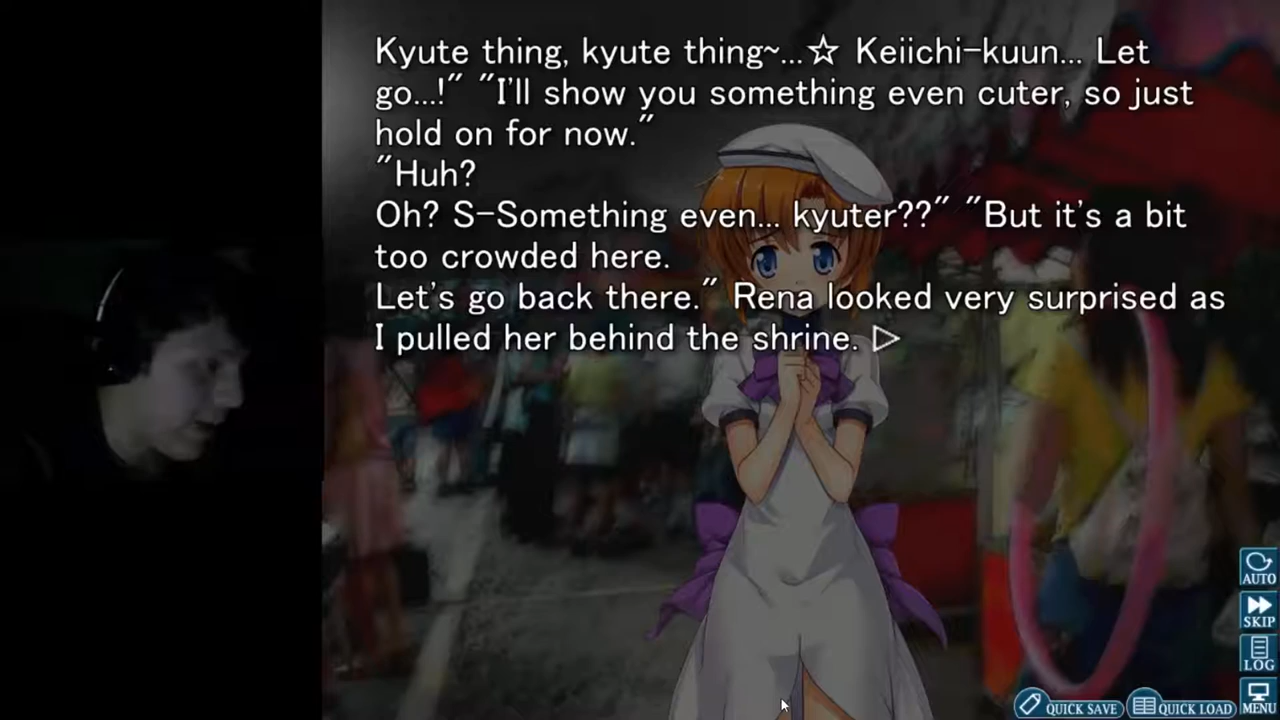 Kyute thing, kyute thing~...☆ Keiichi-kuun... Let
go...!" "I'll show you something even cuter, so just
hold on for now."
"Huh?
Oh? S-Something even... kyuter??" "But it's a bit
too crowded here.
Let's go back there." Rena looked very surprised as
I pulled her behind the shrine. ▷
AUTO
SKIP
LOG
MENU
QUICK SAVE
QUICK LOAD